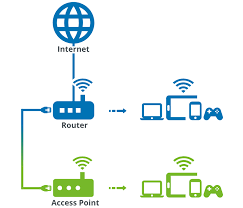 Internet
Router
Access Point